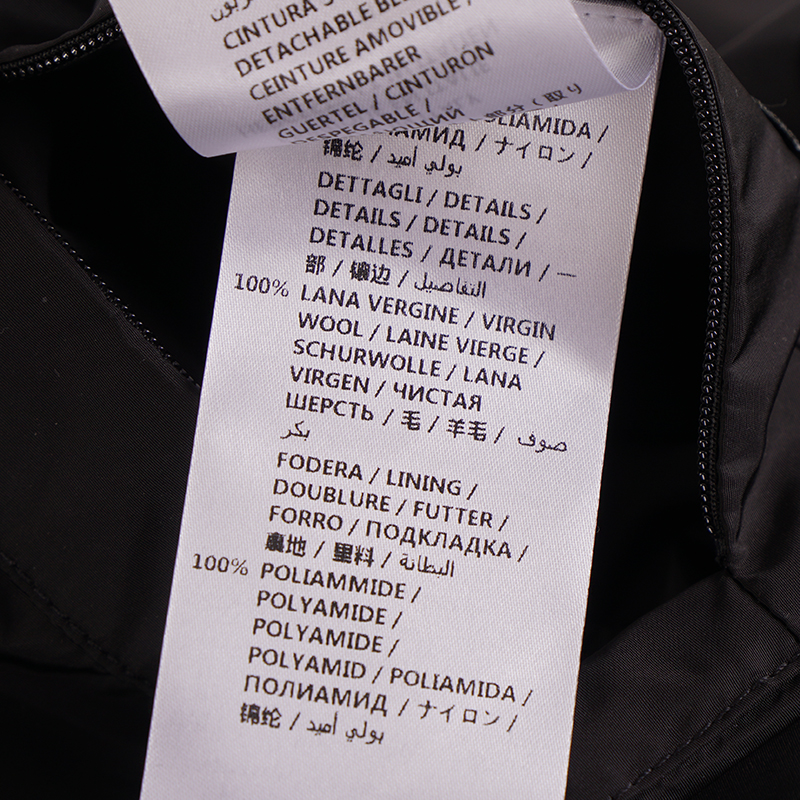 CINTURA
DETACHABLE
CEINTURE AMOVIBLE /
ENTFERNBARER
GUERTEL / CINTURÓN
DESPEGABLE /
POLIAMIDA /
ПОЛИАМИД / ナイロン /
锦纶 / بولي أميد
DETTAGLI / DETAILS /
DETAILS / DETAILS /
DETALLES / ДЕТАЛИ / 一
部 / 镶边 / التفاصيل
100% LANA VERGINE / VIRGIN
WOOL / LAINE VIERGE /
SCHURWOLLE / LANA
VIRGEN / ЧИСТАЯ
ШЕРСТЬ / 毛 / 羊毛 / صوف
بكر
FODERA / LINING /
DOUBLURE / FUTTER /
FORRO / ПОДКЛАДКА /
裏地 / 里料 / البطانة
100% POLIAMMIDE /
POLYAMIDE /
POLYAMIDE /
POLYAMID / POLIAMIDA /
ПОЛИАМИД / ナイロン /
锦纶 / بولي أميد